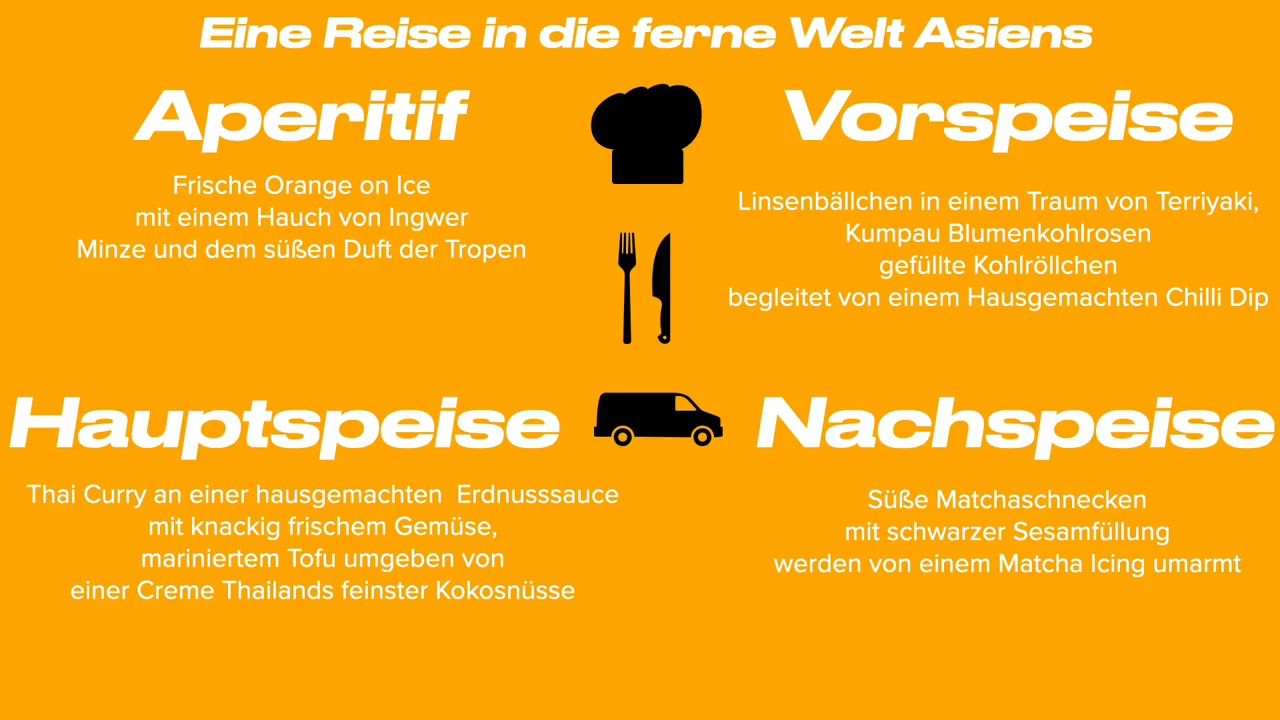 Eine Reise in die ferne Welt Asiens
Aperitif
Frische Orange on Ice
mit einem Hauch von Ingwer
Minze und dem süßen Duft der Tropen
Vorspeise
Linsenbällchen in einem Traum von Terriyaki,
Kumpau Blumenkohlrosen
gefüllte Kohlröllchen
begleitet von einem Hausgemachten Chilli Dip
Hauptspeise
Thai Curry an einer hausgemachten  Erdnusssauce
mit knackig frischem Gemüse,
mariniertem Tofu umgeben von
einer Creme Thailands feinster Kokosnüsse
Nachspeise
Süße Matchaschnecken
mit schwarzer Sesamfüllung
werden von einem Matcha Icing umarmt